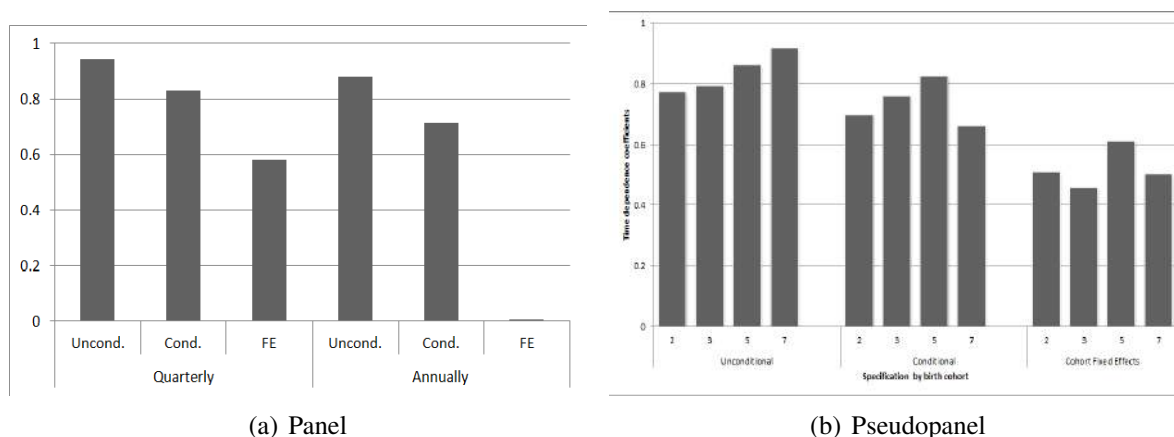 1
0.8
0.6
0.4
0.2
0
Uncond. Cond. FE Uncond. Cond. FE
Quarterly Annually
(a) Panel
Time dependence coefficients
1
0.8
0.6
0.4
0.2
0
2 3 5 7 2 3 5 7 2 3 5 7
Unconditional Conditional Cohort Fixed Effects
Specification by birth cohort
(b) Pseudopanel